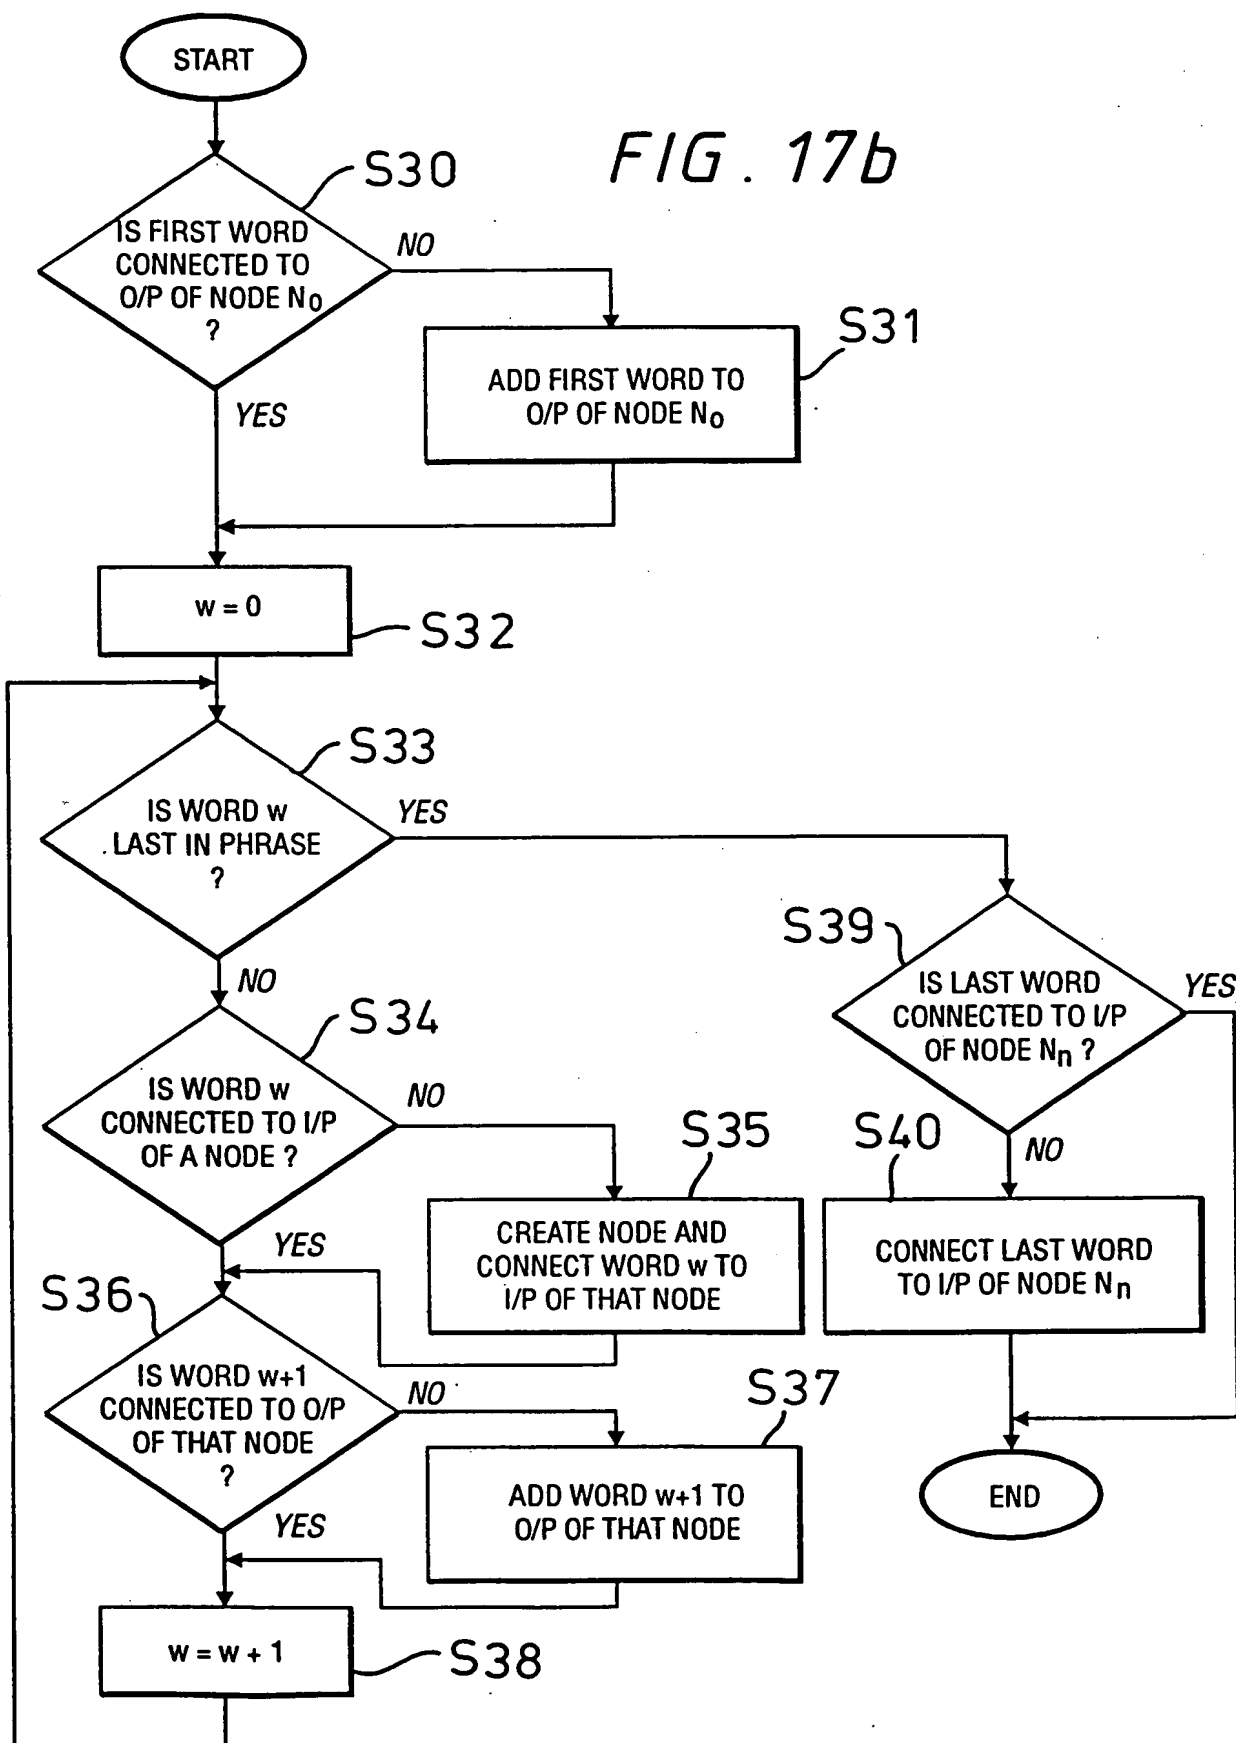 START
FIG. 17b
S30
IS FIRST WORD
CONNECTED TO
O/P OF NODE N0
?
NO
YES
S31
ADD FIRST WORD TO
O/P OF NODE N0
w = 0
S32
S33
IS WORD w
LAST IN PHRASE
?
YES
NO
S39
IS LAST WORD
CONNECTED TO I/P
OF NODE Nn ?
YES
NO
S34
IS WORD w
CONNECTED TO I/P
OF A NODE ?
NO
YES
S35
CREATE NODE AND
CONNECT WORD w TO
I/P OF THAT NODE
S40
CONNECT LAST WORD
TO I/P OF NODE Nn
S36
IS WORD w+1
CONNECTED TO O/P
OF THAT NODE
?
NO
YES
S37
ADD WORD w+1 TO
O/P OF THAT NODE
END
w = w + 1
S38